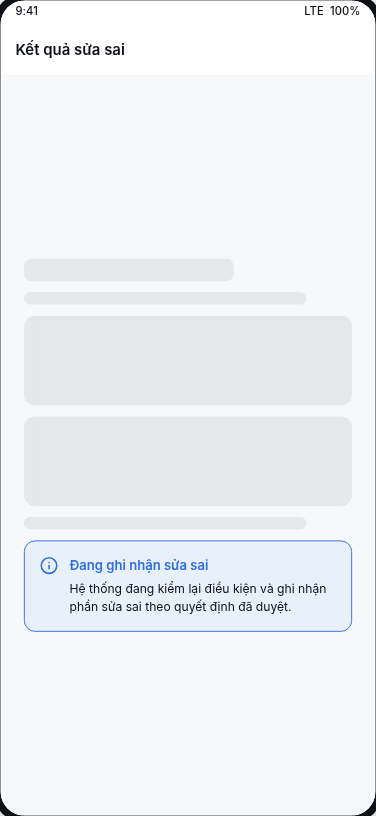 9:41
LTE 100%
Kết quả sửa sai
Đang ghi nhận sửa sai
Hệ thống đang kiểm lại điều kiện và ghi nhận
phần sửa sai theo quyết định đã duyệt.